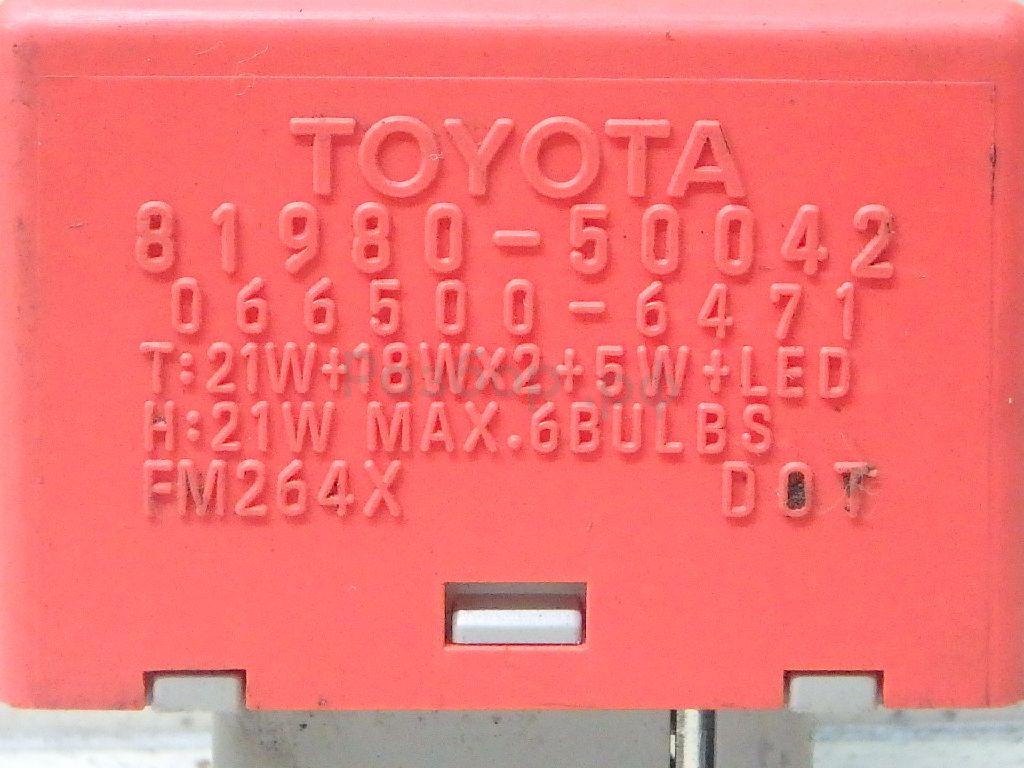 TOYOTA
81980-50042
066500-6471
T:21W+18WX2+5W+LED
H:21W MAX.6BULBS
FM264X DOT